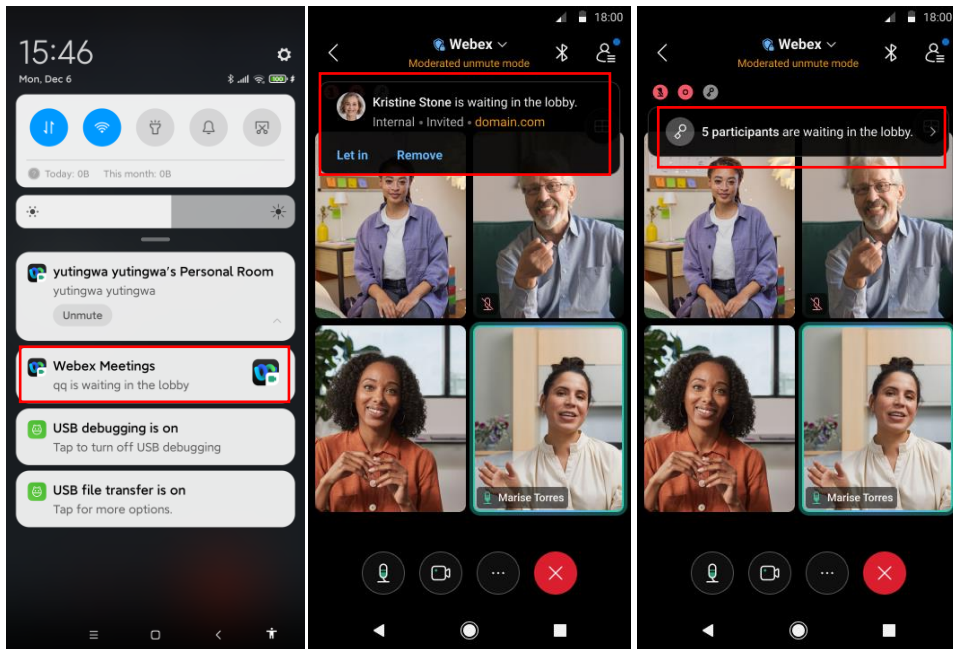 15:46
Mon, Dec 6
100
Today: 0B This month: 0B
yutingwa yutingwa's Personal Room
yutingwa yutingwa
Unmute
Webex Meetings
qq is waiting in the lobby
USB debugging is on
Tap to turn off USB debugging
USB file transfer is on
Tap for more options.
18:00
Webex
Moderated unmute mode
Kristine Stone is waiting in the lobby.
Internal • Invited • domain.com
Let in Remove
Marise Torres
18:00
Webex
Moderated unmute mode
5 participants are waiting in the lobby.
Marise Torres